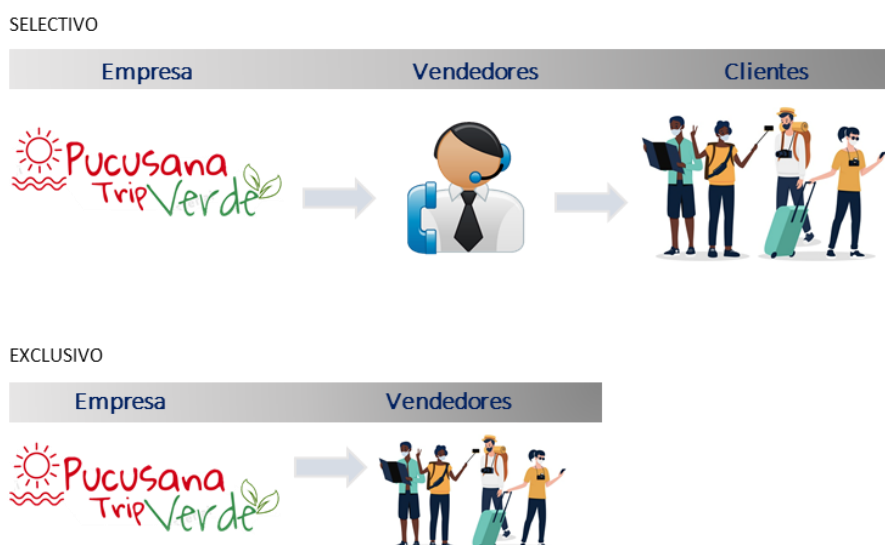 SELECTIVO
Empresa Vendedores Clientes
Pucusana
Trip Verde
EXCLUSIVO
Empresa Vendedores
Pucusana
Trip Verde